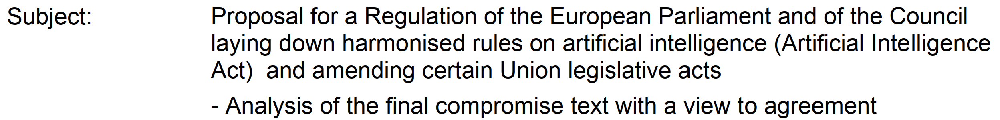 Subject: Proposal for a Regulation of the European Parliament and of the Council
laying down harmonised rules on artificial intelligence (Artificial Intelligence
Act)  and amending certain Union legislative acts
- Analysis of the final compromise text with a view to agreement